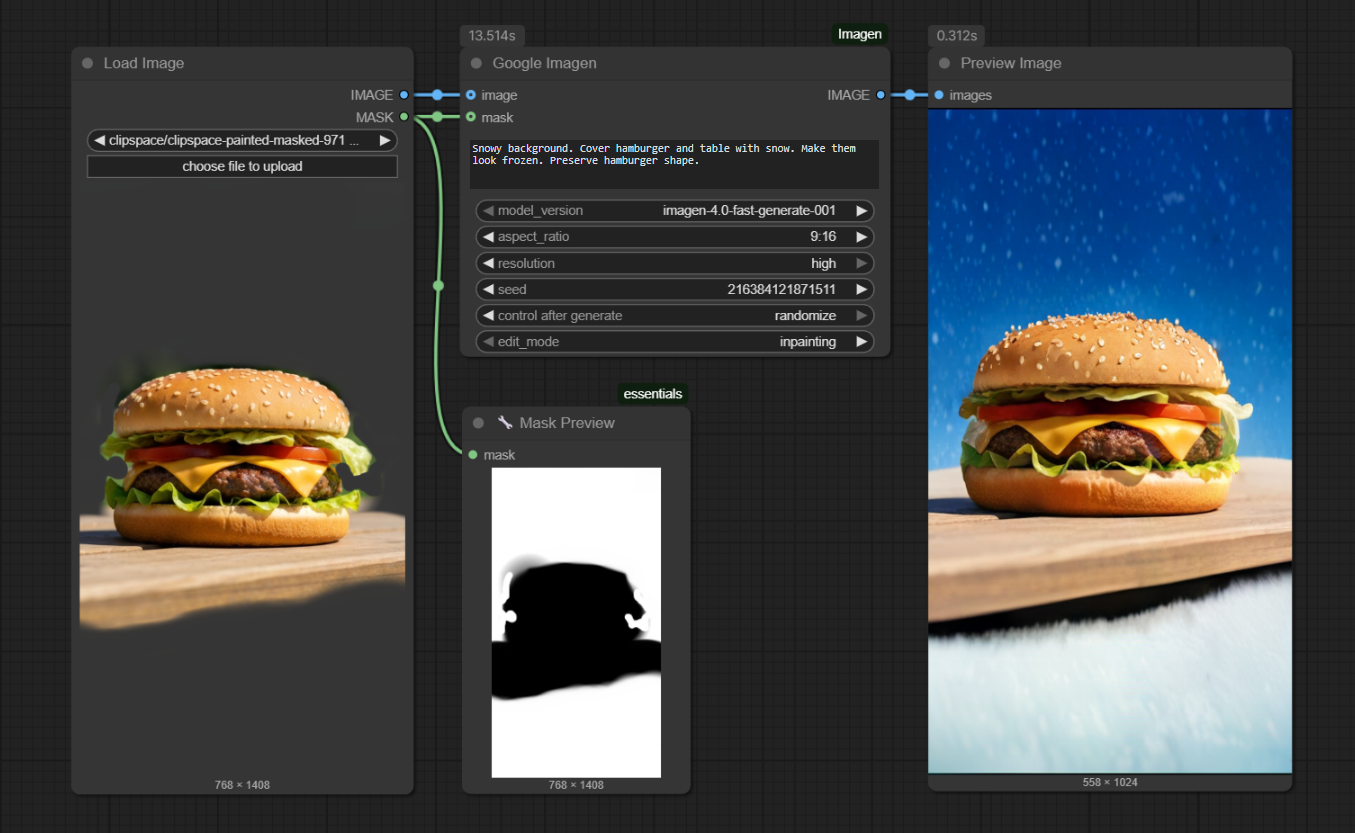 Load Image
IMAGE
MASK
clipspace/clipspace-painted-masked-971 ...
choose file to upload
768 × 1408
13.514s
Imagen
Google Imagen
image
IMAGE
mask
Snowy background. Cover hamburger and table with snow. Make them
look frozen. Preserve hamburger shape.
model_version imagen-4.0-fast-generate-001
aspect_ratio 9:16
resolution high
seed 216384121871511
control after generate randomize
edit_mode inpainting
essentials
Mask Preview
mask
768 × 1408
0.312s
Preview Image
images
558 × 1024